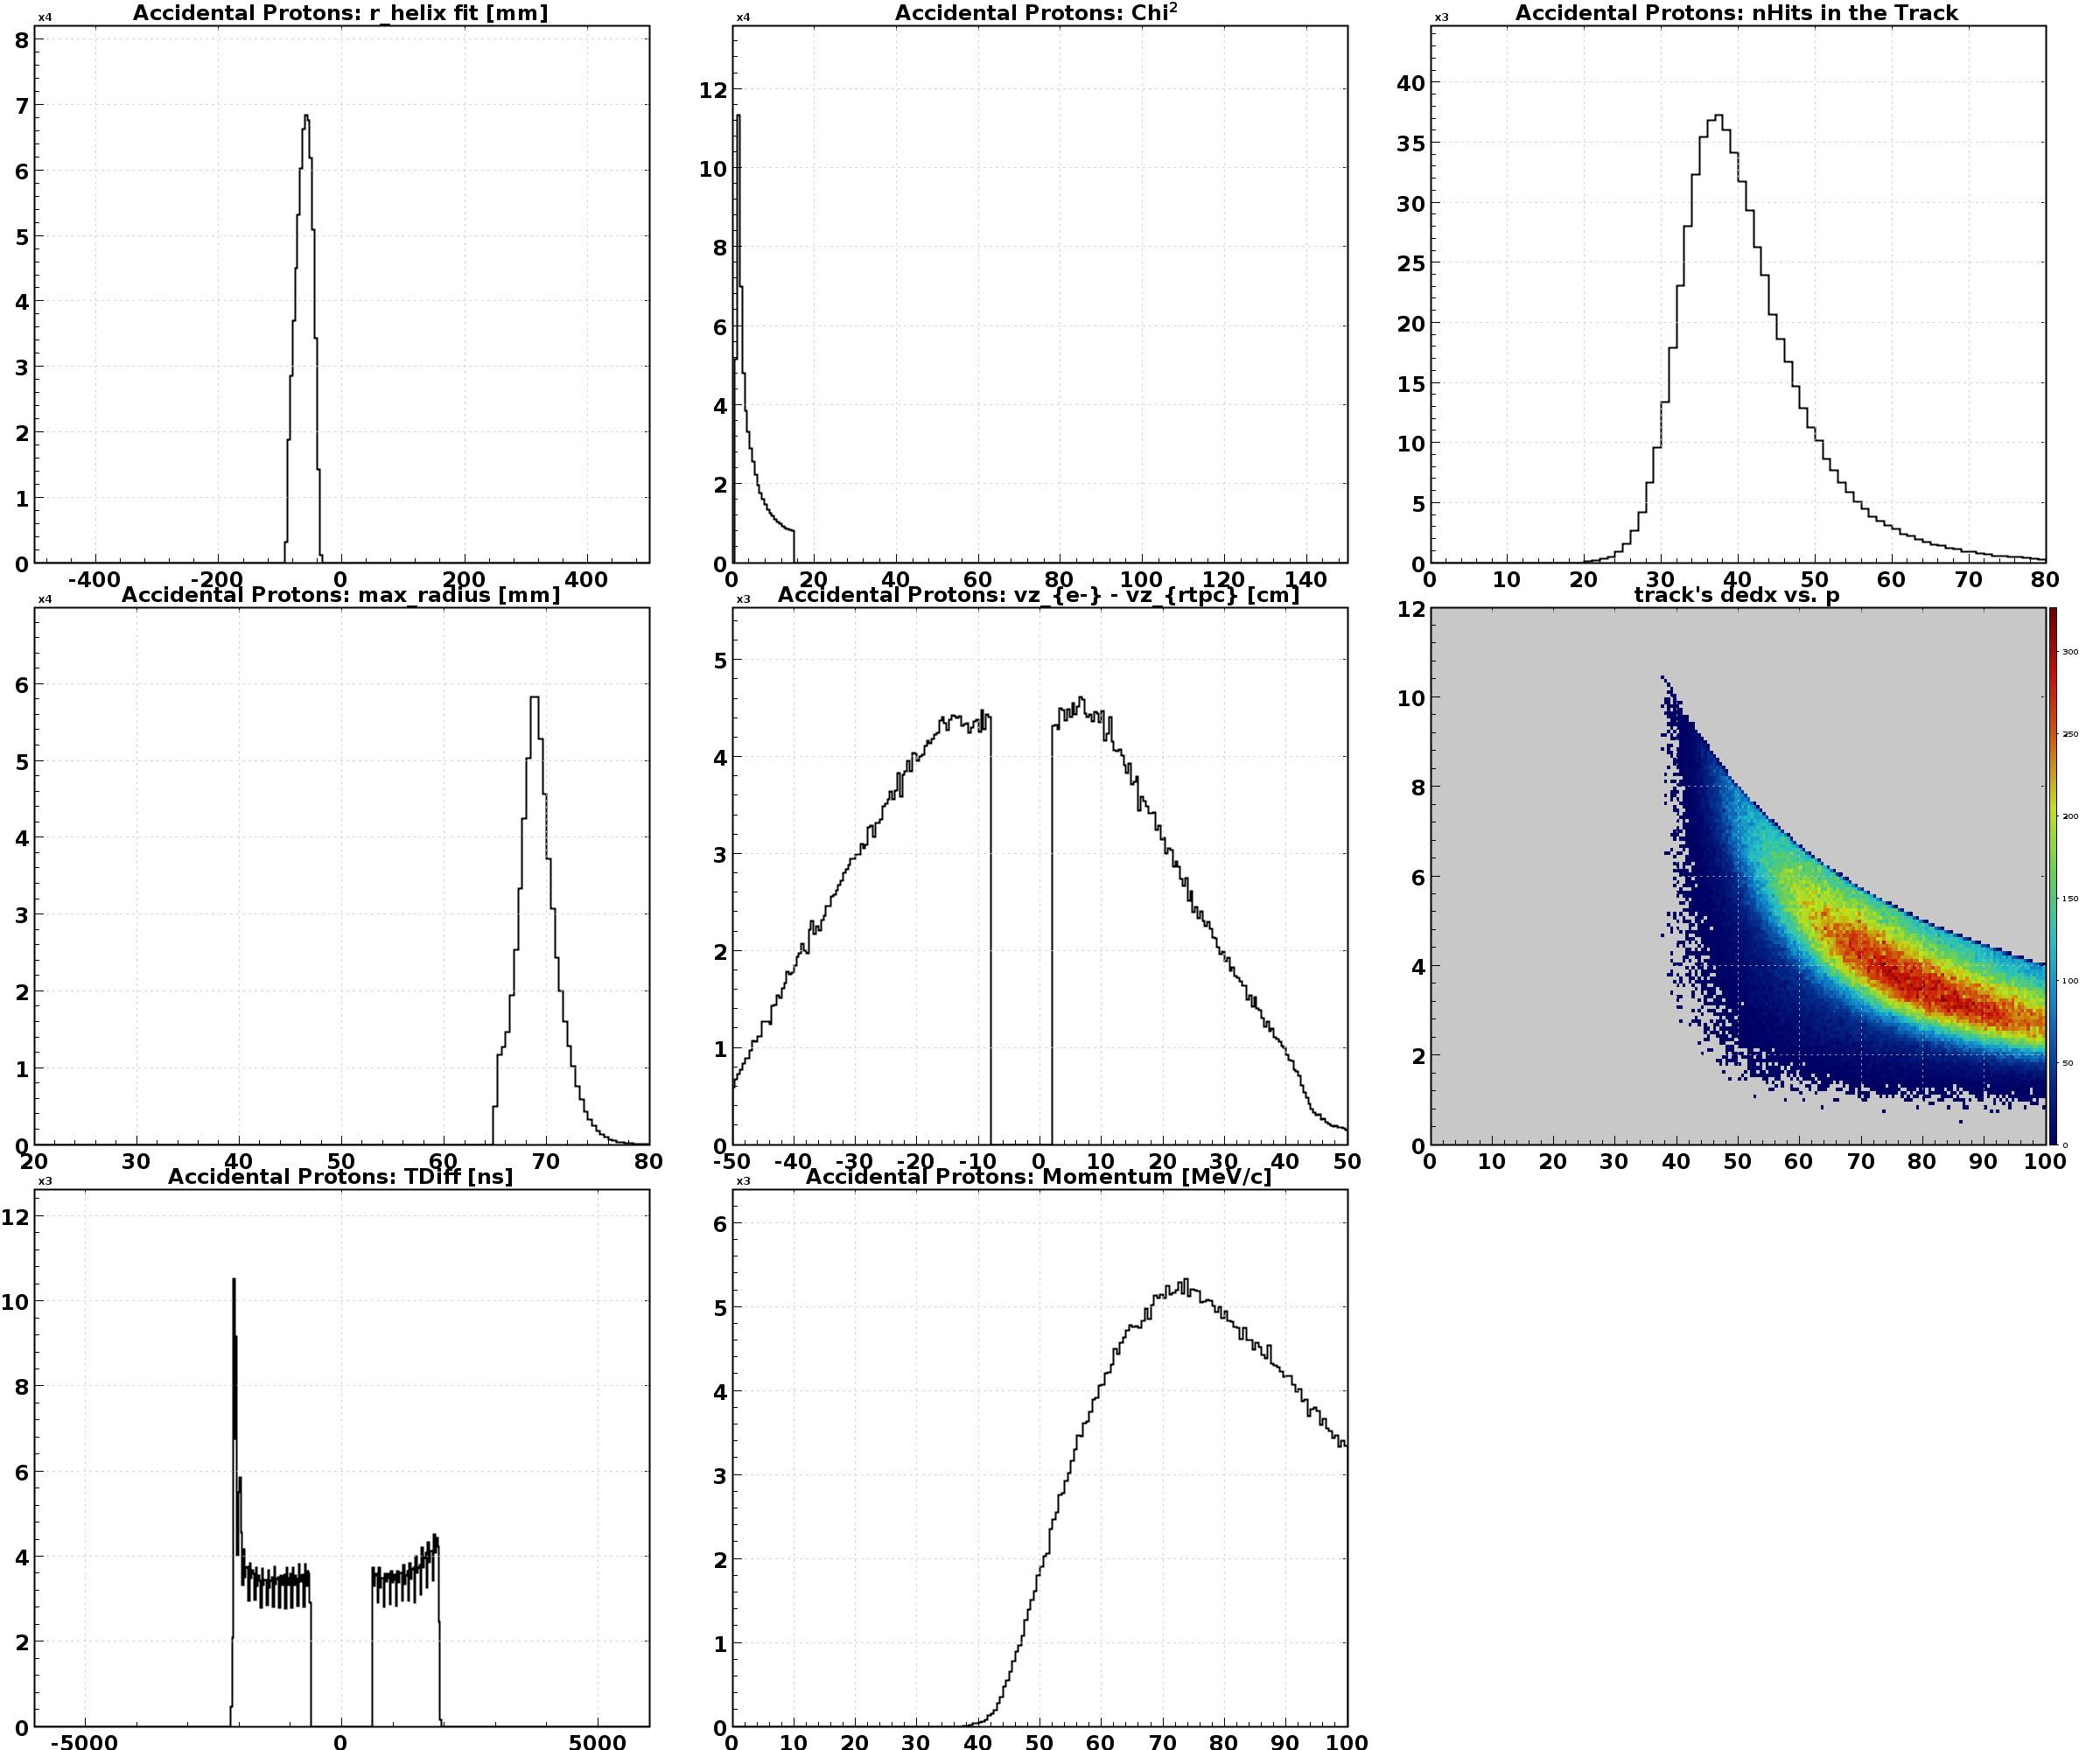 Accidental Protons: r_helix fit [mm]
x4
8
7
6
5
4
3
2
1
0
-400 -200 0 200 400
Accidental Protons: Chi²
x4
12
10
8
6
4
2
0
0 20 40 60 80 100 120 140
Accidental Protons: nHits in the Track
x3
40
35
30
25
20
15
10
5
0
0 10 20 30 40 50 60 70 80
Accidental Protons: max_radius [mm]
x4
6
5
4
3
2
1
0
20 30 40 50 60 70 80
Accidental Protons: vz_{e-} - vz_{rtpc} [cm]
x3
5
4
3
2
1
0
-50 -40 -30 -20 -10 0 10 20 30 40 50
track's dedx vs. p
12
10
8
6
4
2
0
0 10 20 30 40 50 60 70 80 90 100
300
250
200
150
100
50
0
Accidental Protons: TDiff [ns]
x3
12
10
8
6
4
2
0
-5000 0 5000
Accidental Protons: Momentum [MeV/c]
x3
6
5
4
3
2
1
0
0 10 20 30 40 50 60 70 80 90 100